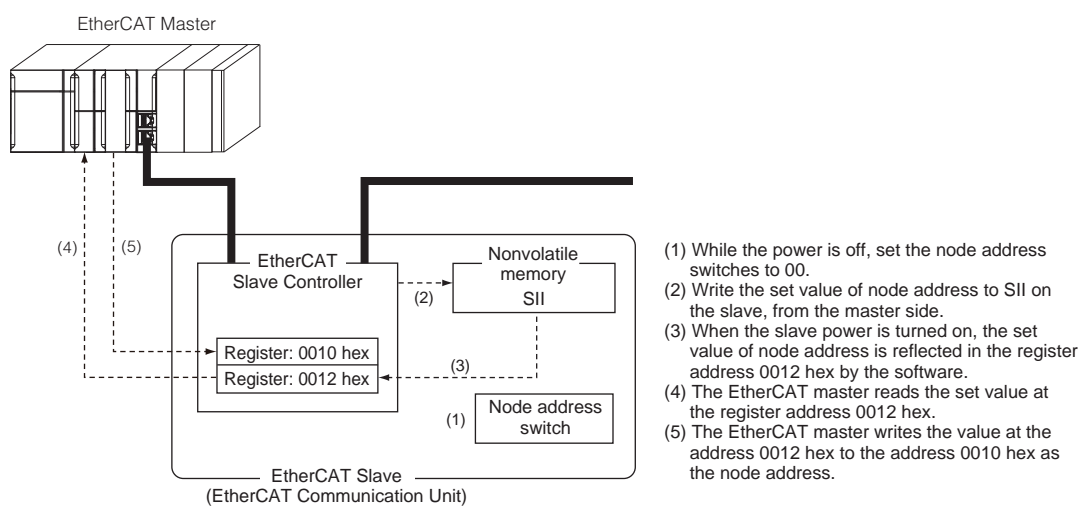 EtherCAT Master
(4)
(5)
EtherCAT
Slave Controller
(2)
Nonvolatile
memory
SII
Register: 0010 hex
Register: 0012 hex
(3)
(1)
Node address
switch
EtherCAT Slave
(EtherCAT Communication Unit)
(1) While the power is off, set the node address
switches to 00.
(2) Write the set value of node address to SII on
the slave, from the master side.
(3) When the slave power is turned on, the set
value of node address is reflected in the register
address 0012 hex by the software.
(4) The EtherCAT master reads the set value at
the register address 0012 hex.
(5) The EtherCAT master writes the value at the
address 0012 hex to the address 0010 hex as
the node address.